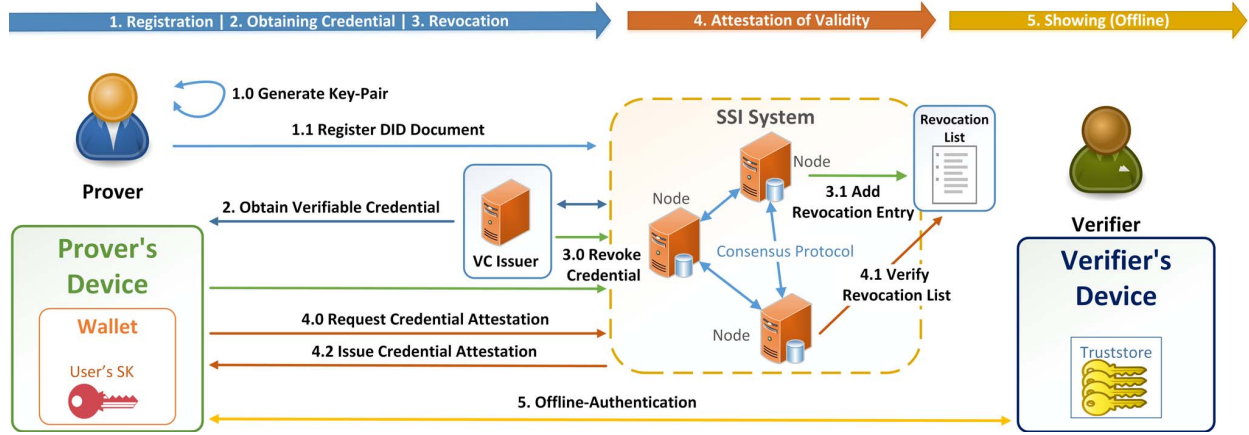 1. Registration | 2. Obtaining Credential | 3. Revocation
4. Attestation of Validity
5. Showing (Offline)
1.0 Generate Key-Pair
1.1 Register DID Document
Prover
SSI System
Node
Revocation
List
3.1 Add
Revocation Entry
2. Obtain Verifiable Credential
VC Issuer
Node
3.0 Revoke
Credential
Consensus Protocol
4.1 Verify
Revocation List
Node
Verifier
Prover's
Device
Wallet
User's SK
4.0 Request Credential Attestation
4.2 Issue Credential Attestation
5. Offline-Authentication
Verifier's
Device
Truststore